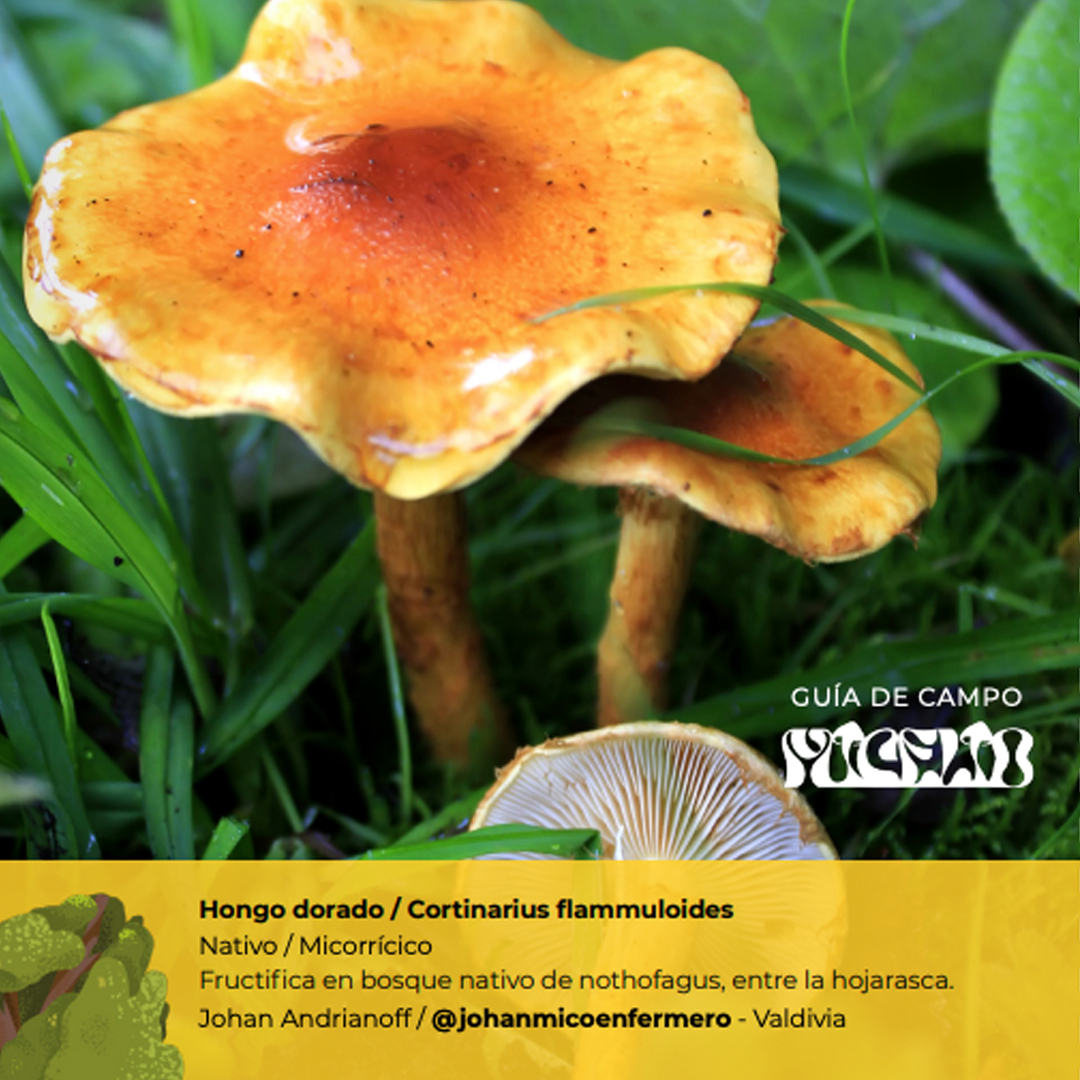 GUÍA DE CAMPO
MICELIO
Hongo dorado / Cortinarius flammuloides
Nativo / Micorrícico
Fructifica en bosque nativo de nothofagus, entre la hojarasca.
Johan Andrianoff / @johanmicoenfermero - Valdivia